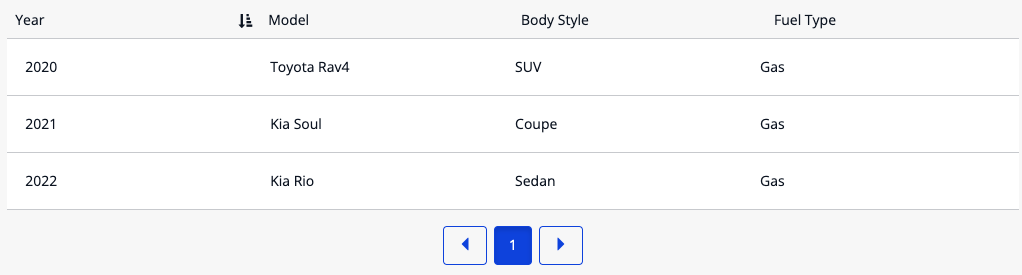 Year Model Body Style Fuel Type
2020 Toyota Rav4 SUV Gas
2021 Kia Soul Coupe Gas
2022 Kia Rio Sedan Gas
1